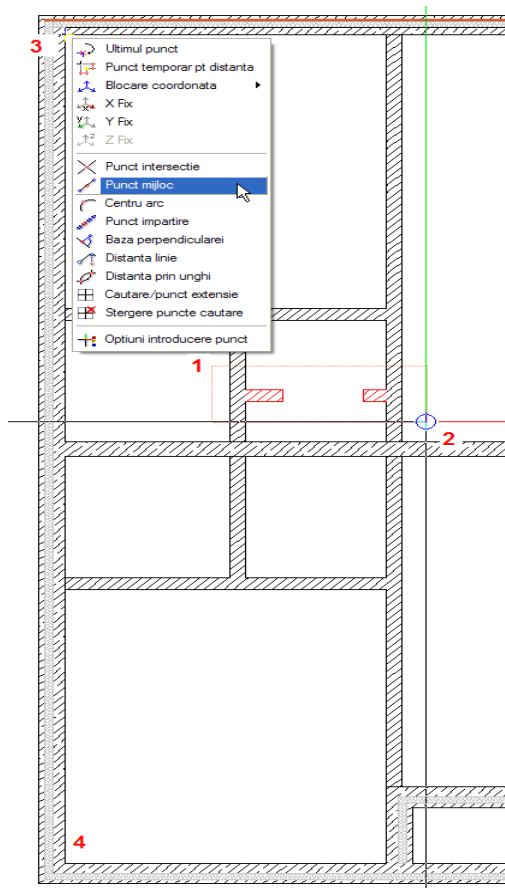 3
Ultimul punct
Punct temporar pt distanta
Blocare coordonata
X Fix
Y Fix
Z Fix
Punct intersectie
Punct mijloc
Centru arc
Punct impartire
Baza perpendicularei
Distanta linie
Distanta prin unghi
Cautare/punct extensie
Stergere puncte cautare
Optiuni introducere punct
1
2
4